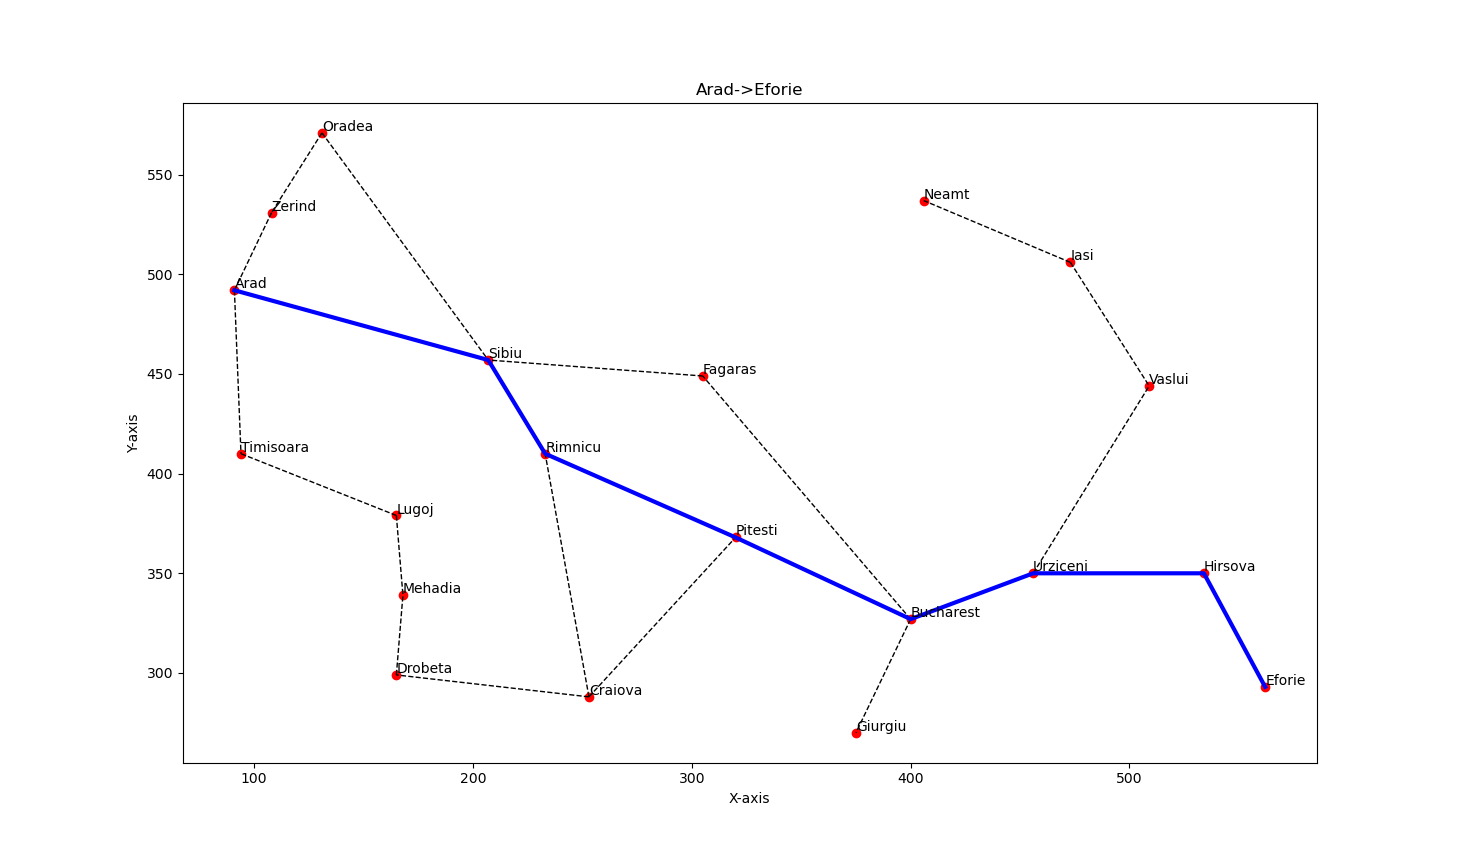 Arad->Eforie
Oradea
Neamt
Zerind
Iasi
Arad
Sibiu
Fagaras
Vaslui
Timisoara
Rimnicu
Lugoj
Pitesti
Urziceni
Hirsova
Mehadia
Bucharest
Drobeta
Eforie
Craiova
Giurgiu
550
500
450
400
350
300
Y-axis
100
200
300
400
500
X-axis